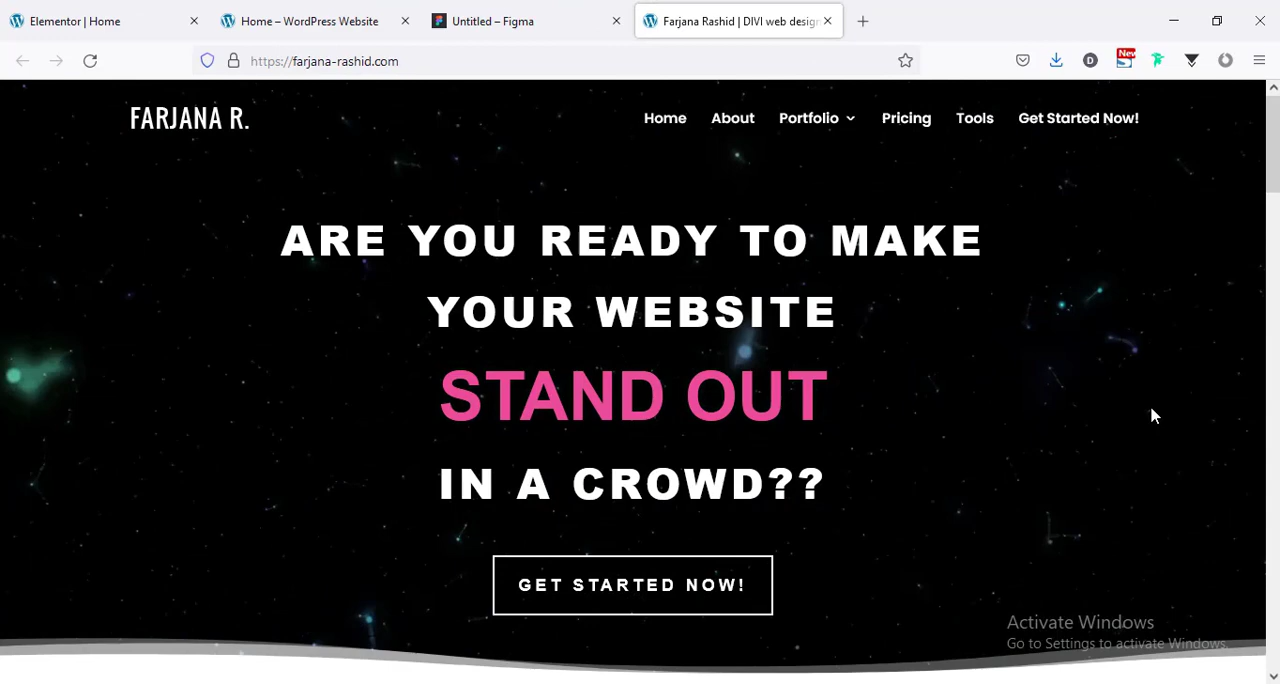 Elementor | Home
Home – WordPress Website
Untitled – Figma
Farjana Rashid | DIVI web desig
https://farjana-rashid.com
D
New
FARJANA R.
Home
About
Portfolio
Pricing
Tools
Get Started Now!
ARE YOU READY TO MAKE
YOUR WEBSITE
STAND OUT
IN A CROWD??
GET STARTED NOW!
Activate Windows
Go to Settings to activate Windows.